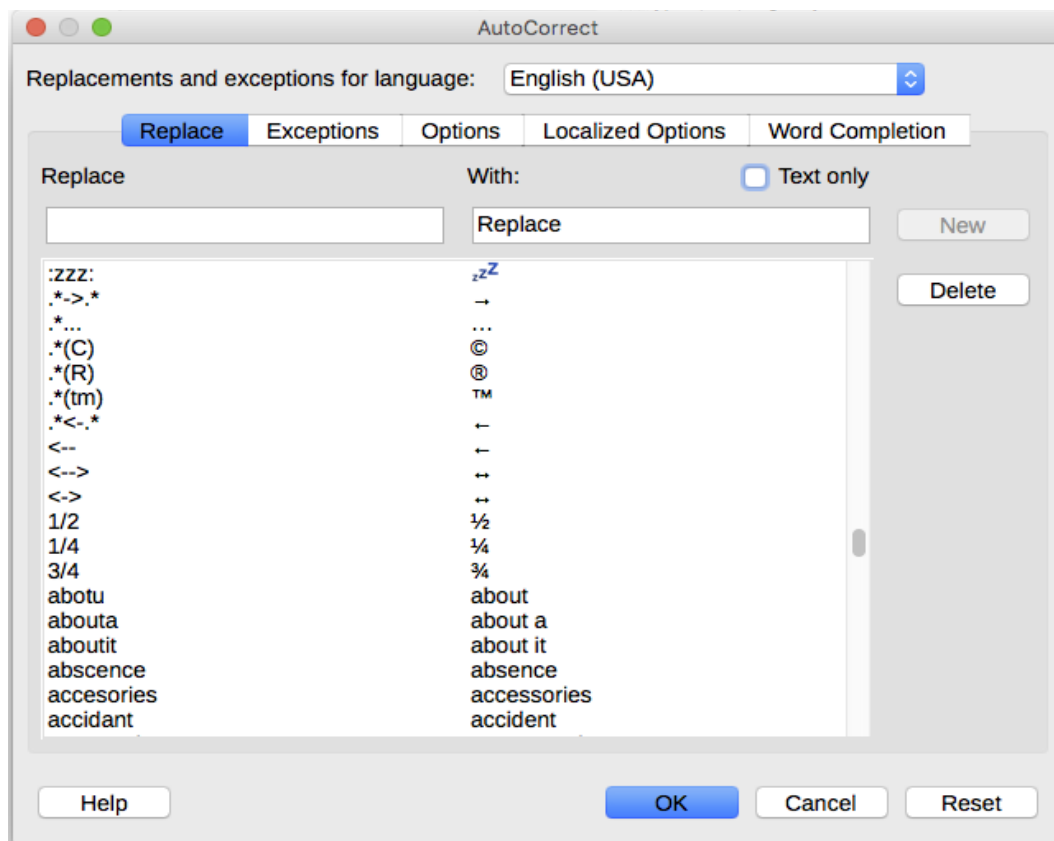 AutoCorrect
Replacements and exceptions for language: English (USA)
Replace Exceptions Options Localized Options Word Completion
Replace With: Text only
Replace New
:zzz: zzZ
.*->.* → Delete
.*... …
.*(C) ©
.*(R) ®
.*(tm) ™
.*<-.* ←
<-- ←
<--> ↔
<-> ↔
1/2 ½
1/4 ¼
3/4 ¾
abotu about
abouta about a
aboutit about it
abscence absence
accesories accessories
accidant accident
Help OK Cancel Reset